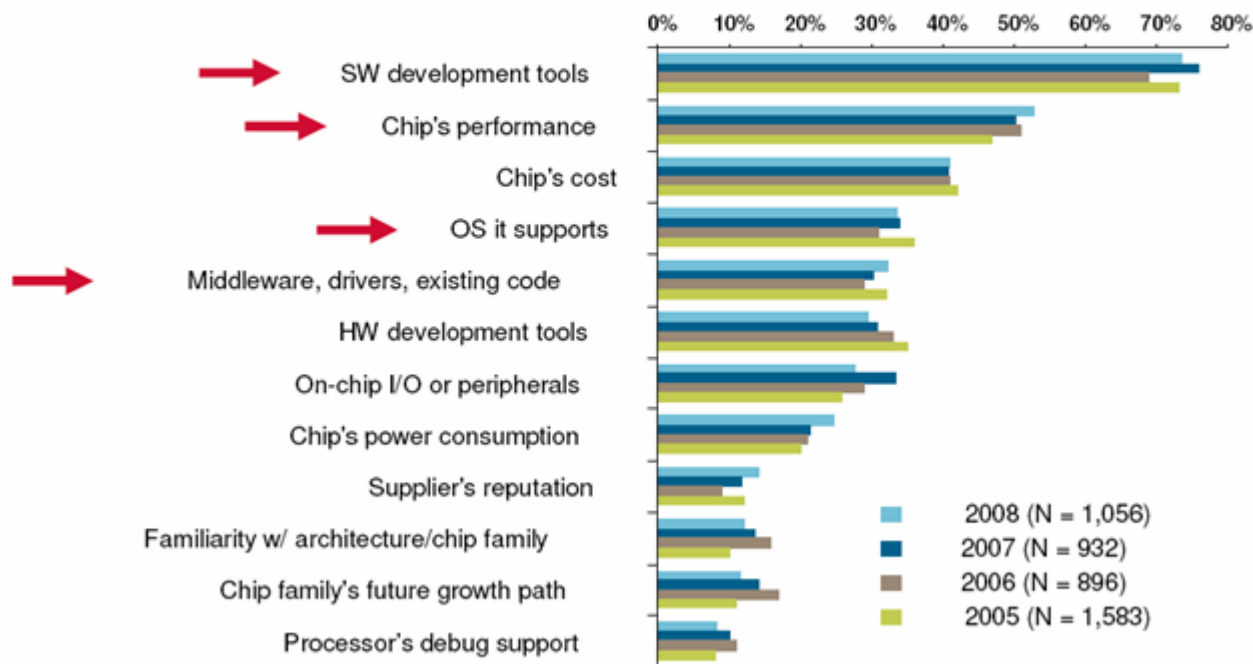 0% 10% 20% 30% 40% 50% 60% 70% 80%
SW development tools
Chip's performance
Chip's cost
OS it supports
Middleware, drivers, existing code
HW development tools
On-chip I/O or peripherals
Chip's power consumption
Supplier's reputation
Familiarity w/ architecture/chip family
Chip family's future growth path
Processor's debug support
2008 (N = 1,056)
2007 (N = 932)
2006 (N = 896)
2005 (N = 1,583)